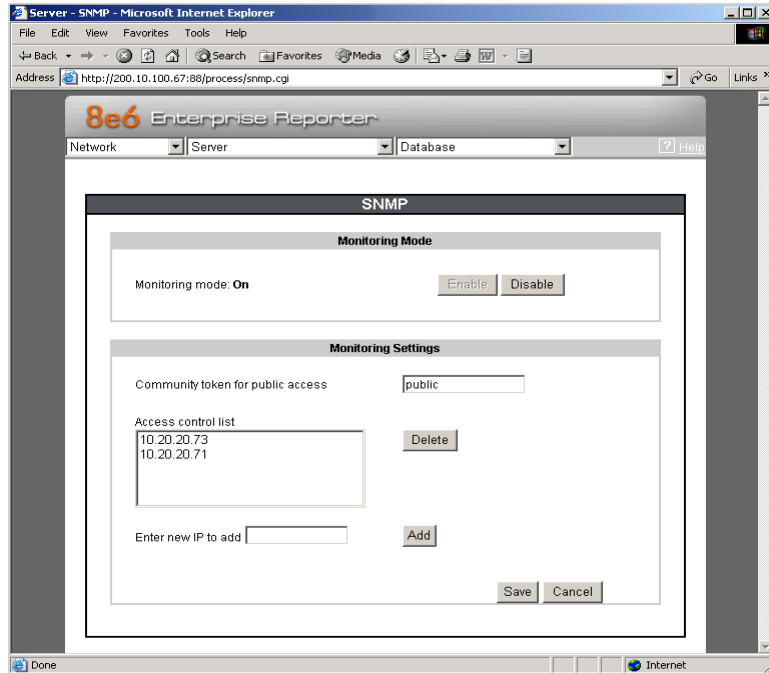 Server - SNMP - Microsoft Internet Explorer
File Edit View Favorites Tools Help
Back Search Favorites Media
Address http://200.10.100.67:88/process/snmp.cgi Go Links »
8e6 Enterprise Reporter
Network Server Database ? Help
SNMP
Monitoring Mode
Monitoring mode: On Enable Disable
Monitoring Settings
Community token for public access public
Access control list
10.20.20.73 Delete
10.20.20.71
Enter new IP to add Add
Save Cancel
Done Internet